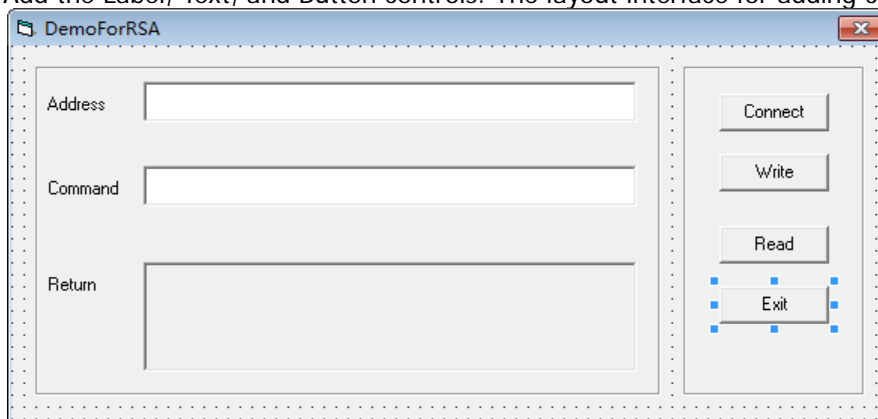 Add the Label, Text, and Button controls. The layout interface for adding
DemoForRSA
Address
Command
Return
Connect
Write
Read
Exit